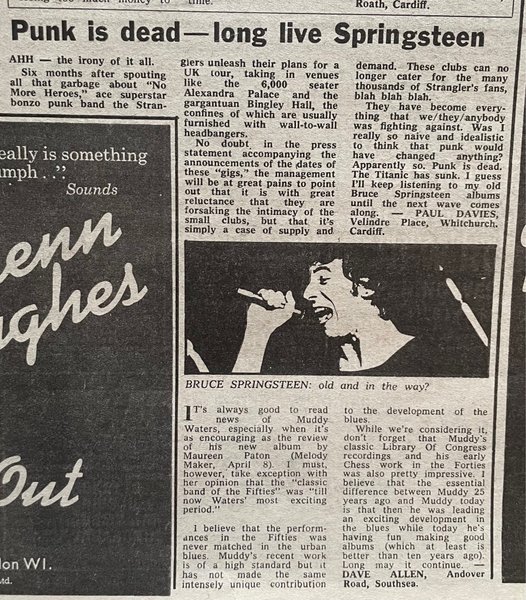 time.
Roath, Cardiff.
Punk is dead—long live Springsteen
AHH — the irony of it all.
Six months after spouting
all that garbage about "No
More Heroes," ace superstar
bonzo punk band the Stran-
glers unleash their plans for a
UK tour, taking in venues
like the 6,000 seater
Alexandra Palace and the
gargantuan Bingley Hall, the
confines of which are usually
furnished with wall-to-wall
headbangers.
No doubt in the press
statement accompanying the
announcements of the dates of
these "gigs," the management
will be at great pains to point
out that it is with great
reluctance that they are
forsaking the intimacy of the
small clubs, but that it's
simply a case of supply and
demand. These clubs can no
longer cater for the many
thousands of Strangler's fans,
blah blah blah.
They have become every-
thing that we/they/anybody
was fighting against. Was I
really so naive and idealistic
to think that punk would
have changed anything?
Apparently so. Punk is dead.
The Titanic has sunk. I guess
I'll keep listening to my old
Bruce Springsteen albums
until the next wave comes
along. — PAUL DAVIES,
Velindre Place, Whitchurch,
Cardiff.
BRUCE SPRINGSTEEN: old and in the way?
IT's always good to read
news of Muddy
Waters, especially when it's
as encouraging as the review
of his new album by
Maureen Paton (Melody
Maker, April 8). I must,
however, take exception with
her opinion that the "classic
band of the Fifties" was "till
now Waters' most exciting
period."
I believe that the perform-
ances in the Fifties was
never matched in the urban
blues. Muddy's recent work
is of a high standard but it
has not made the same
intensely unique contribution
to the development of the
blues.
While we're considering it,
don't forget that Muddy's
classic Library Of Congress
recordings and his early
Chess work in the Forties
was also pretty impressive. I
believe that the essential
difference between Muddy 25
years ago and Muddy today
is that then he was leading
an exciting development in
the blues while today he's
having fun making good
albums (which at least is
better than ten years ago).
Long may it continue. —
DAVE ALLEN, Andover
Road, Southsea.
eally is something
umph . ."
Sounds
enn
ughes
Out
don W1.